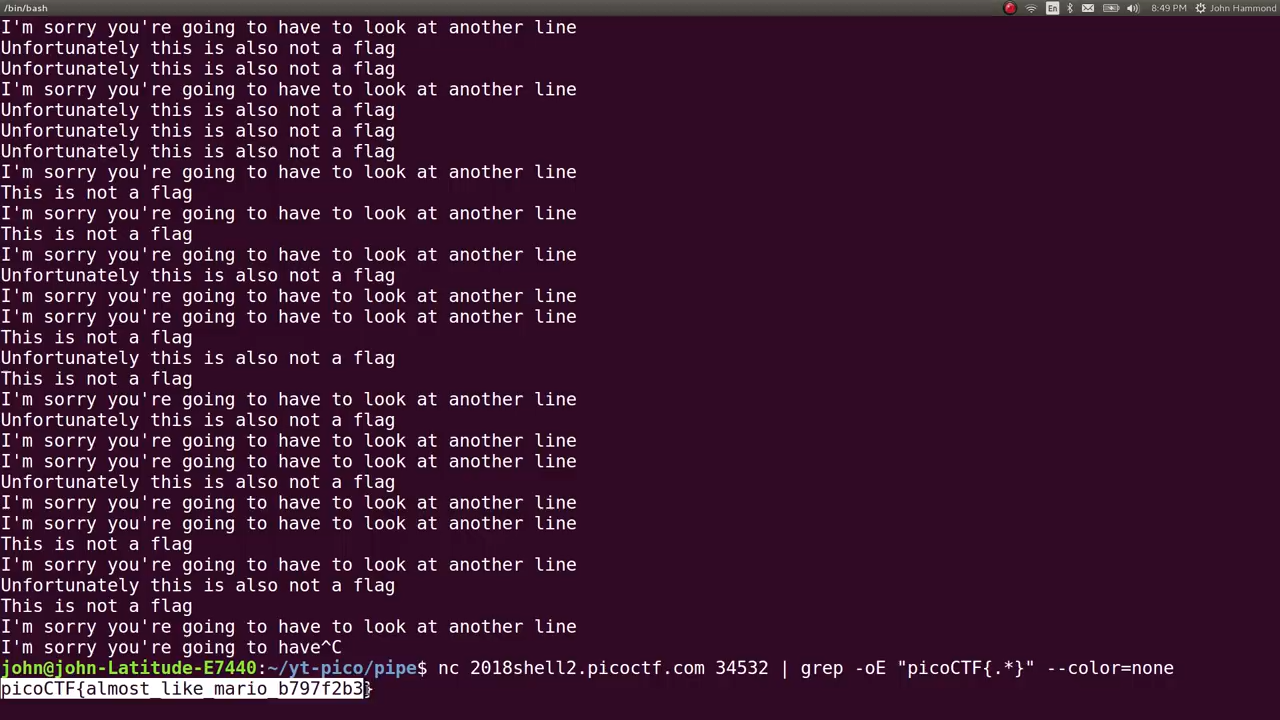 /bin/bash
En
8:49 PM
John Hammond
I'm sorry you're going to have to look at another line
Unfortunately this is also not a flag
Unfortunately this is also not a flag
I'm sorry you're going to have to look at another line
Unfortunately this is also not a flag
Unfortunately this is also not a flag
Unfortunately this is also not a flag
I'm sorry you're going to have to look at another line
This is not a flag
I'm sorry you're going to have to look at another line
This is not a flag
I'm sorry you're going to have to look at another line
Unfortunately this is also not a flag
I'm sorry you're going to have to look at another line
I'm sorry you're going to have to look at another line
This is not a flag
Unfortunately this is also not a flag
This is not a flag
I'm sorry you're going to have to look at another line
Unfortunately this is also not a flag
I'm sorry you're going to have to look at another line
I'm sorry you're going to have to look at another line
Unfortunately this is also not a flag
I'm sorry you're going to have to look at another line
I'm sorry you're going to have to look at another line
This is not a flag
I'm sorry you're going to have to look at another line
Unfortunately this is also not a flag
This is not a flag
I'm sorry you're going to have to look at another line
I'm sorry you're going to have^C
john@john-Latitude-E7440:~/yt-pico/pipe$ nc 2018shell2.picoctf.com 34532 | grep -oE "picoCTF{.*}" --color=none
picoCTF{almost_like_mario_b797f2b3}